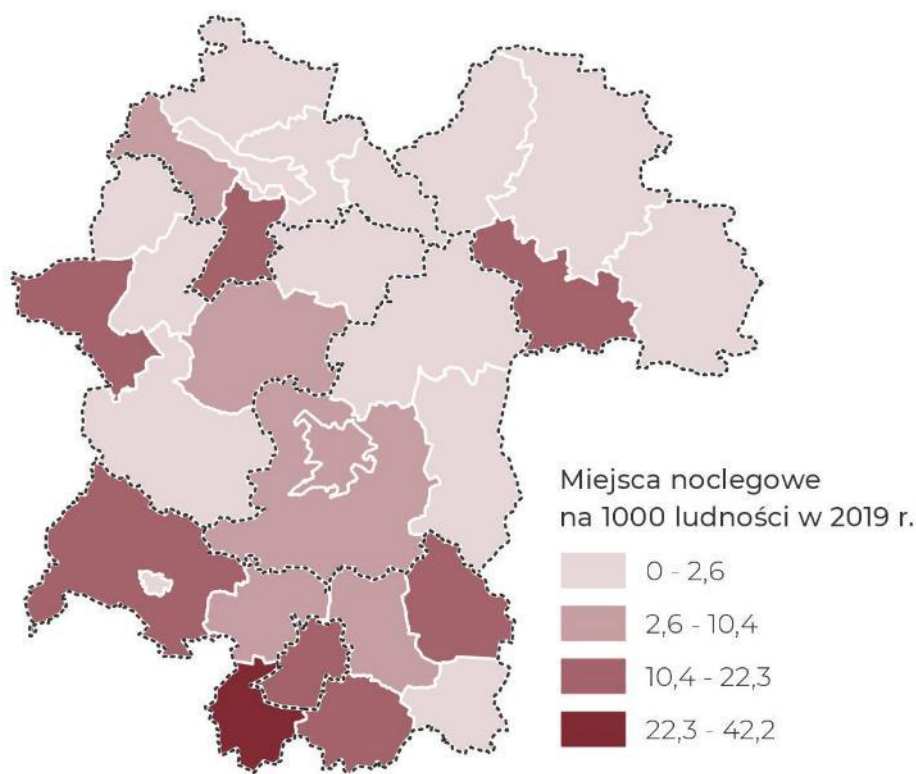 Miejsca noclegowe
na 1000 ludności w 2019 r.
0 - 2,6
2,6 - 10,4
10,4 - 22,3
22,3 - 42,2